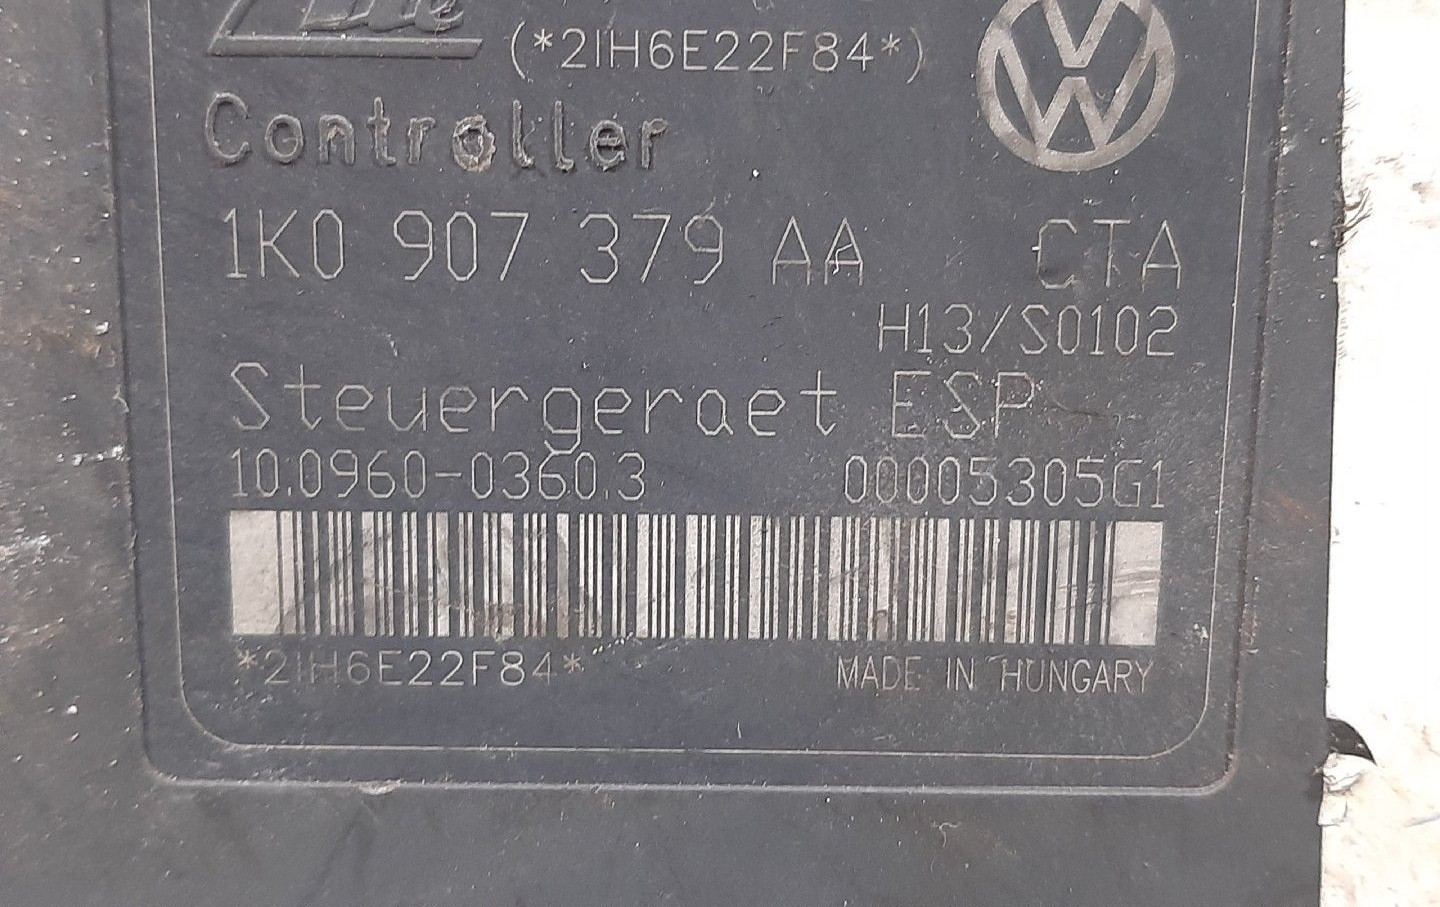 (*2IH6E22F84*)
Controller
1K0 907 379 AA CTA
H13/S0102
Steuergeraet ESP
10.0960-0360.3 00005305G1
*2IH6E22F84* MADE IN HUNGARY